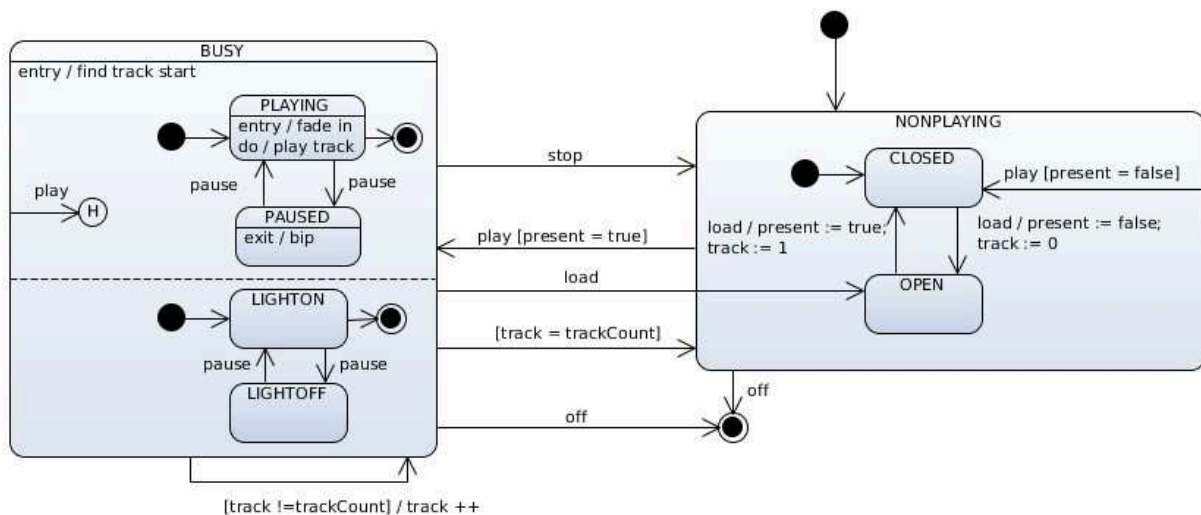 BUSY
entry / find track start
PLAYING
entry / fade in
do / play track
pause
pause
play
H
PAUSED
exit / bip
LIGHTON
pause
pause
LIGHTOFF
[track !=trackCount] / track ++
stop
play [present = true]
load
[track = trackCount]
off
NONPLAYING
CLOSED
play [present = false]
load / present := true;
track := 1
load / present := false;
track := 0
OPEN
off